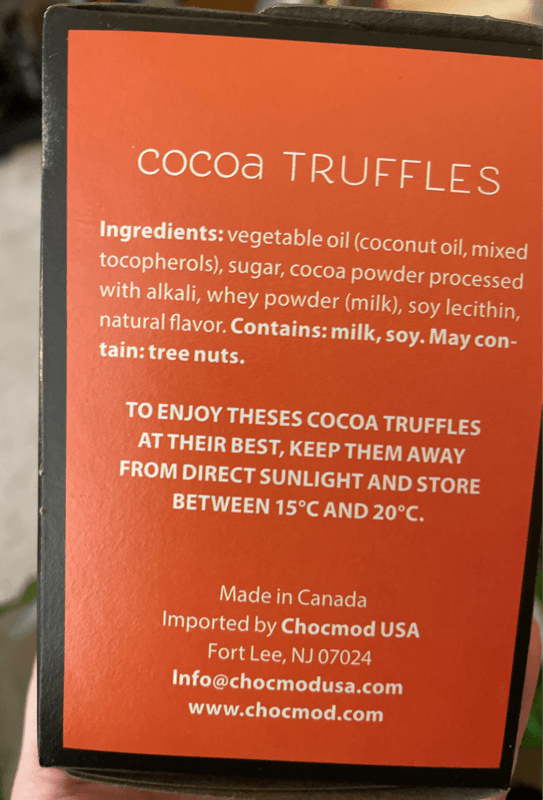 cocoa TRUFFLES
Ingredients: vegetable oil (coconut oil, mixed
tocopherols), sugar, cocoa powder processed
with alkali, whey powder (milk), soy lecithin,
natural flavor. Contains: milk, soy. May con-
tain: tree nuts.
TO ENJOY THESES COCOA TRUFFLES
AT THEIR BEST, KEEP THEM AWAY
FROM DIRECT SUNLIGHT AND STORE
BETWEEN 15°C AND 20°C.
Made in Canada
Imported by Chocmod USA
Fort Lee, NJ 07024
Info@chocmodusa.com
www.chocmod.com